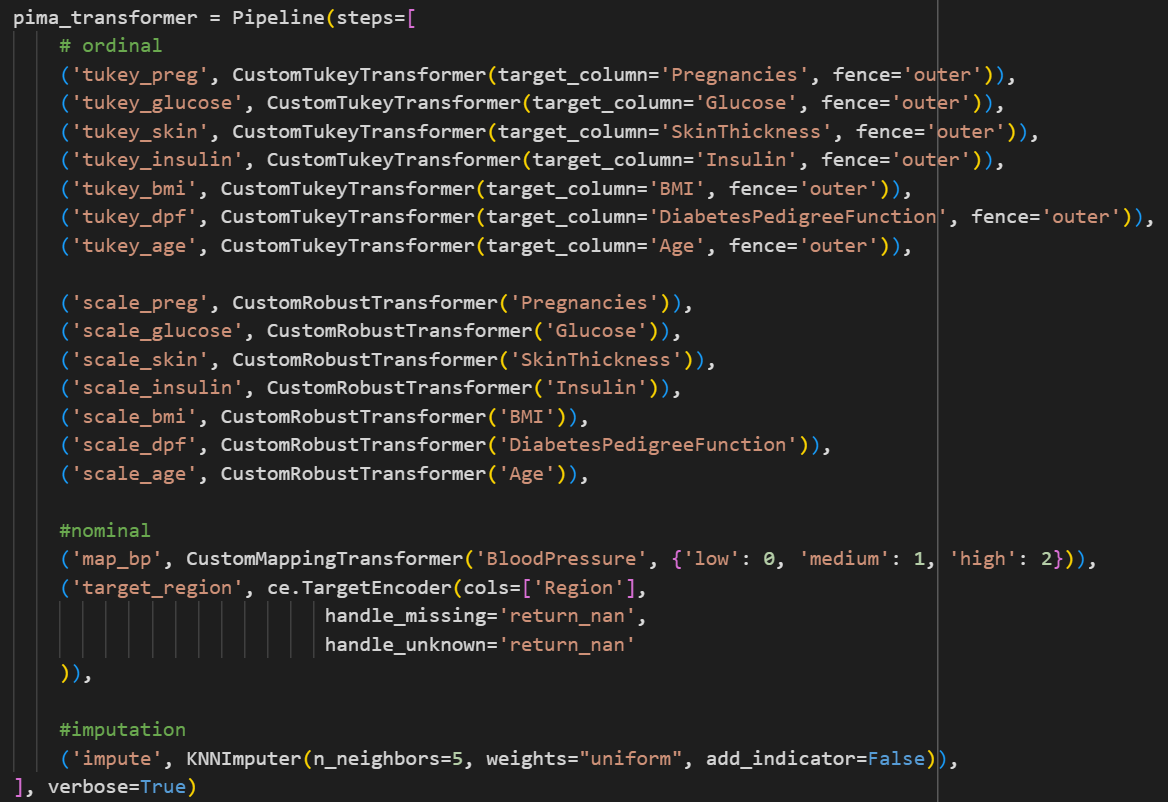 pima_transformer = Pipeline(steps=[
    # ordinal
    ('tukey_preg', CustomTukeyTransformer(target_column='Pregnancies', fence='outer')),
    ('tukey_glucose', CustomTukeyTransformer(target_column='Glucose', fence='outer')),
    ('tukey_skin', CustomTukeyTransformer(target_column='SkinThickness', fence='outer')),
    ('tukey_insulin', CustomTukeyTransformer(target_column='Insulin', fence='outer')),
    ('tukey_bmi', CustomTukeyTransformer(target_column='BMI', fence='outer')),
    ('tukey_dpf', CustomTukeyTransformer(target_column='DiabetesPedigreeFunction', fence='outer')),
    ('tukey_age', CustomTukeyTransformer(target_column='Age', fence='outer')),

    ('scale_preg', CustomRobustTransformer('Pregnancies')),
    ('scale_glucose', CustomRobustTransformer('Glucose')),
    ('scale_skin', CustomRobustTransformer('SkinThickness')),
    ('scale_insulin', CustomRobustTransformer('Insulin')),
    ('scale_bmi', CustomRobustTransformer('BMI')),
    ('scale_dpf', CustomRobustTransformer('DiabetesPedigreeFunction')),
    ('scale_age', CustomRobustTransformer('Age')),

    #nominal
    ('map_bp', CustomMappingTransformer('BloodPressure', {'low': 0, 'medium': 1, 'high': 2})),
    ('target_region', ce.TargetEncoder(cols=['Region'],
                           handle_missing='return_nan',
                           handle_unknown='return_nan'
    )),

    #imputation
    ('impute', KNNImputer(n_neighbors=5, weights="uniform", add_indicator=False)),
], verbose=True)